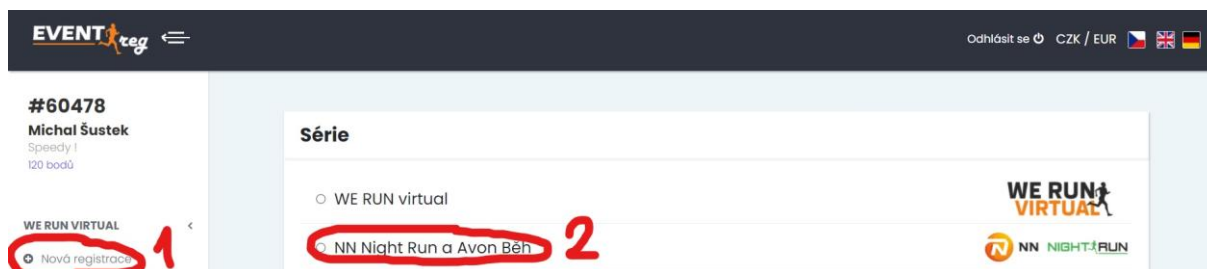 EVENT reg
Odhlásit se CZK / EUR
#60478
Michal Šustek
Speedy !
120 bodů
WE RUN VIRTUAL
Nová registrace
1
Série
WE RUN virtual
WE RUN
VIRTUAL
NN Night Run a Avon Běh
2
NN NIGHT RUN